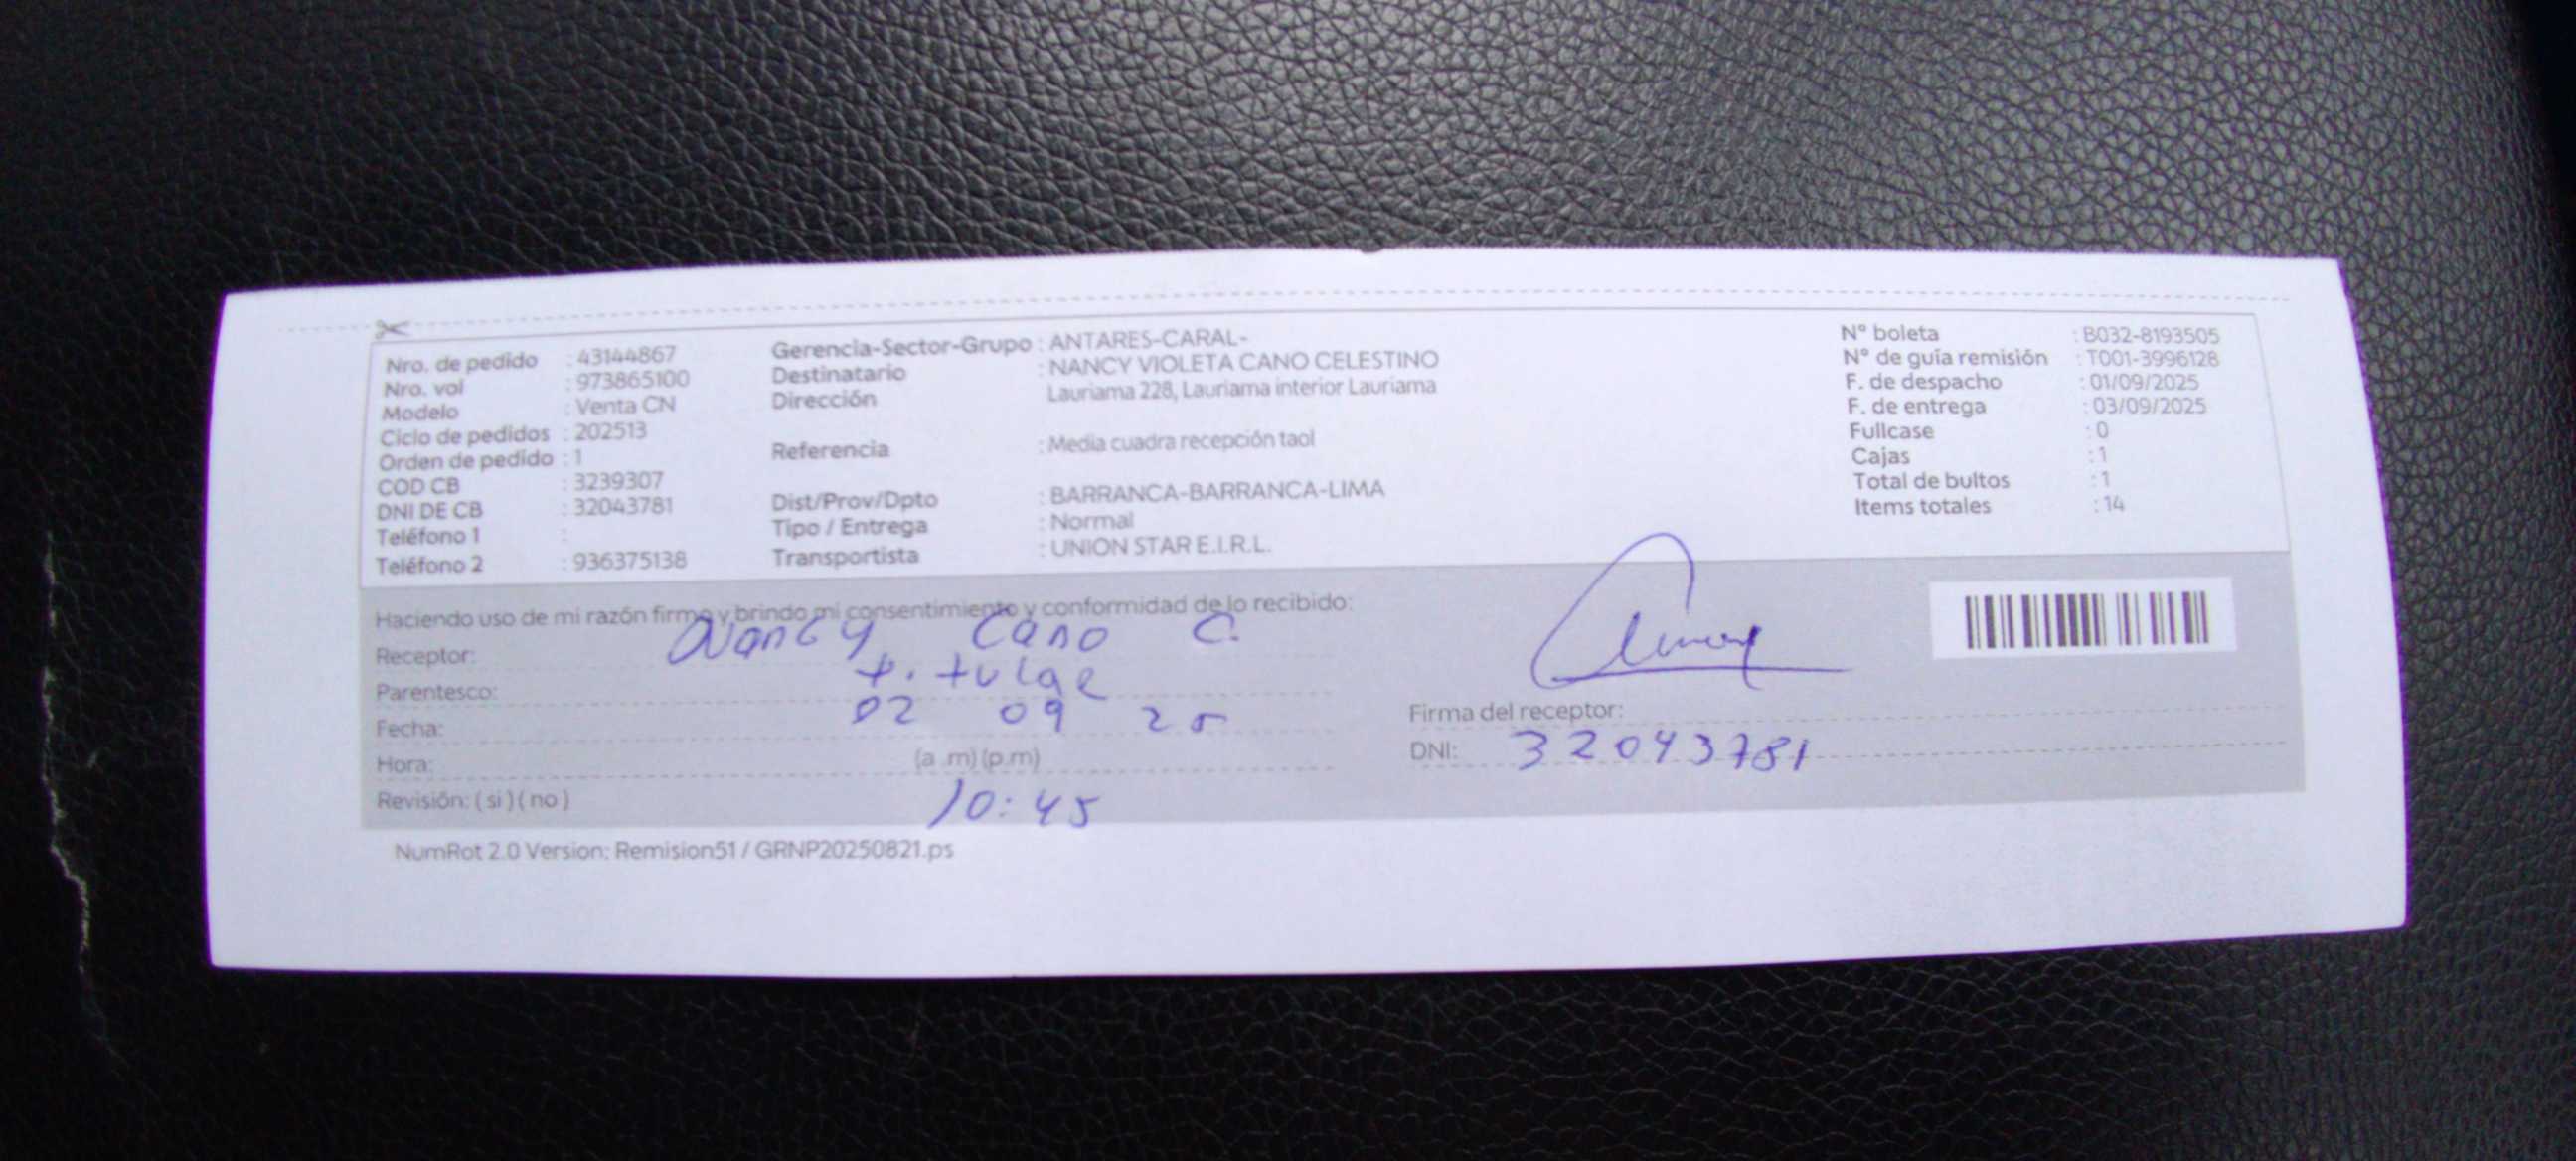 Nro. de pedido : 43144867
Nro. vol : 973865100
Modelo : Venta CN
Ciclo de pedidos : 202513
Orden de pedido : 1
COD CB : 3239307
DNI DE CB : 32043781
Teléfono 1 :
Teléfono 2 : 936375138
Gerencia-Sector-Grupo : ANTARES-CARAL-
Destinatario : NANCY VIOLETA CANO CELESTINO
Dirección Lauriama 228, Lauriama interior Lauriama
Referencia : Media cuadra recepción taol
Dist/Prov/Dpto : BARRANCA-BARRANCA-LIMA
Tipo / Entrega : Normal
Transportista : UNION STAR E.I.R.L.
N° boleta : B032-8193505
N° de guía remisión : T001-3996128
F. de despacho : 01/09/2025
F. de entrega : 03/09/2025
Fullcase : 0
Cajas : 1
Total de bultos : 1
Items totales : 14
Haciendo uso de mi razón firmo y brindo mi consentimiento y conformidad de lo recibido:
Receptor: Nancy Cano C.
Parentesco: t. tulae
Fecha: 02 09 25
Hora: (a .m) (p.m)
10:45
Revisión: ( si ) ( no )
Firma del receptor:
DNI: 32043781
NumRot 2.0 Version: Remision51 / GRNP20250821.ps